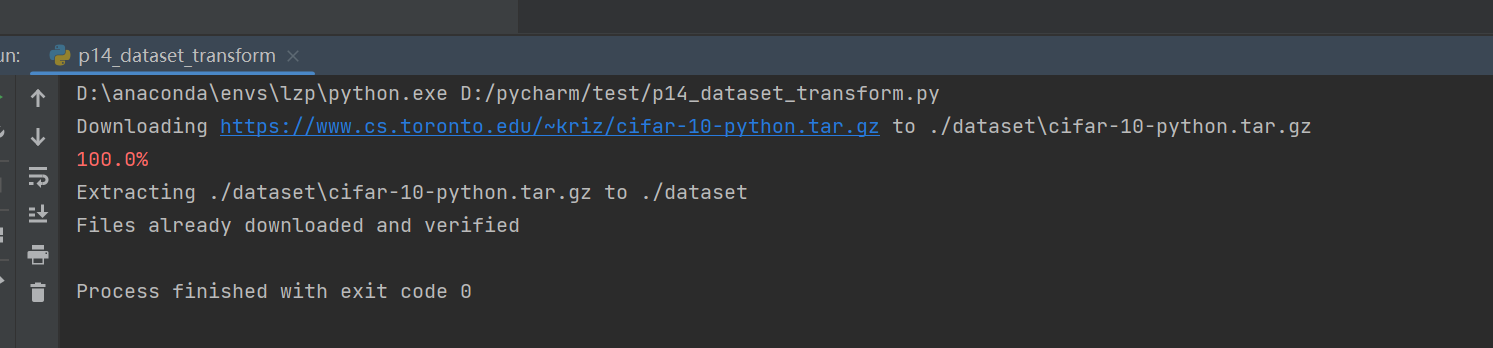 un:
p14_dataset_transform
D:\anaconda\envs\lzp\python.exe D:/pycharm/test/p14_dataset_transform.py
Downloading https://www.cs.toronto.edu/~kriz/cifar-10-python.tar.gz to ./dataset\cifar-10-python.tar.gz
100.0%
Extracting ./dataset\cifar-10-python.tar.gz to ./dataset
Files already downloaded and verified
Process finished with exit code 0